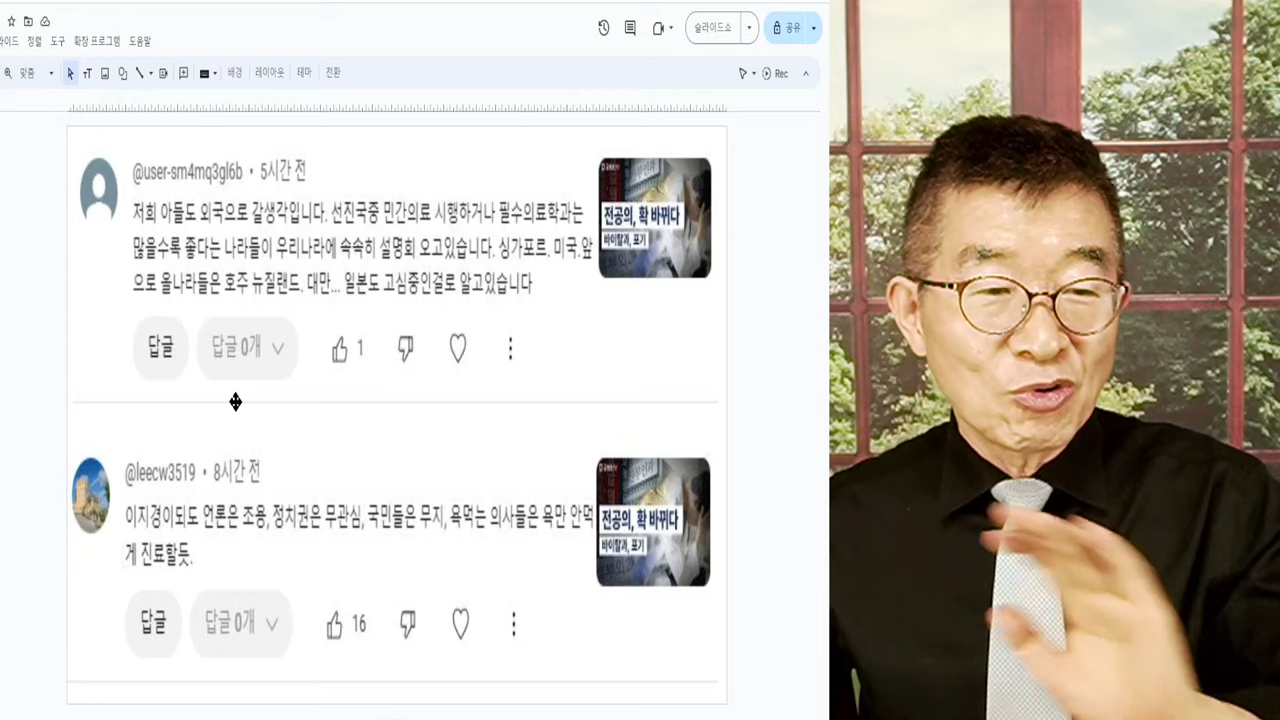 라이드 정렬 도구 확장 프로그램 도움말
슬라이드쇼
공유
맞춤
배경 레이아웃 테마 전환
Rec
@user-sm4mq3gl6b • 5시간 전
저희 아들도 외국으로 갈생각입니다. 선진국중 민간의료 시행하거나 필수의료학과는
많을수록 좋다는 나라들이 우리나라에 속속히 설명회 오고있습니다. 싱가포르. 미국.앞
으로 올나라들은 호주 뉴질랜드. 대만... 일본도 고심중인걸로 알고있습니다
전공의, 확 바뀌다
바이탈과, 포기
답글 답글 0개 1
@leecw3519 • 8시간 전
이지경이되도 언론은 조용, 정치권은 무관심, 국민들은 무지, 욕먹는 의사들은 욕만 안먹
게 진료할듯.
전공의, 확 바뀌다
바이탈과, 포기
답글 답글 0개 16